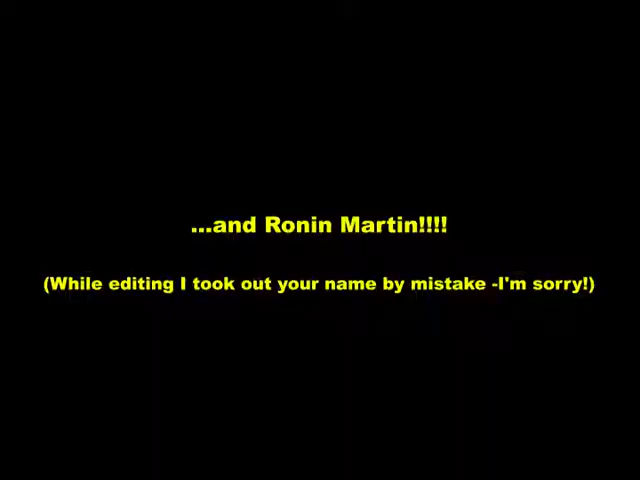 ...and Ronin Martin!!!!
(While editing I took out your name by mistake -I'm sorry!)